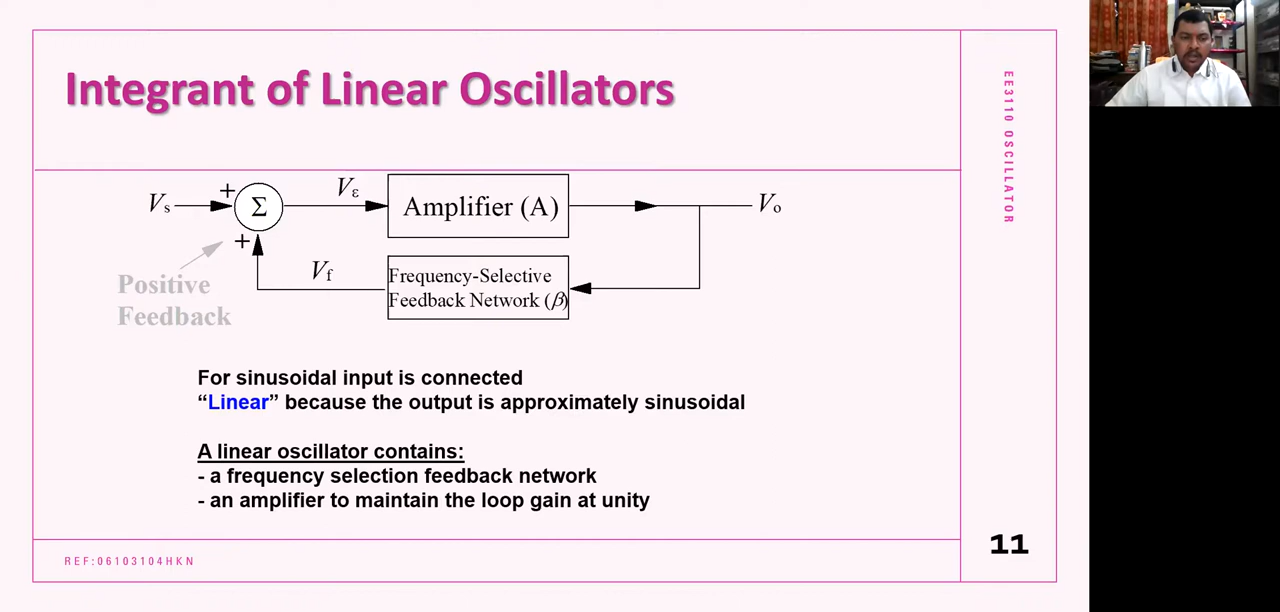 Integrant of Linear Oscillators
EE3110 OSCILLATOR
Vs
+
Σ
Vε
Amplifier (A)
Vo
+
Positive
Feedback
Vf
Frequency-Selective
Feedback Network (β)
For sinusoidal input is connected
“Linear” because the output is approximately sinusoidal
A linear oscillator contains:
- a frequency selection feedback network
- an amplifier to maintain the loop gain at unity
11
REF:06103104HKN